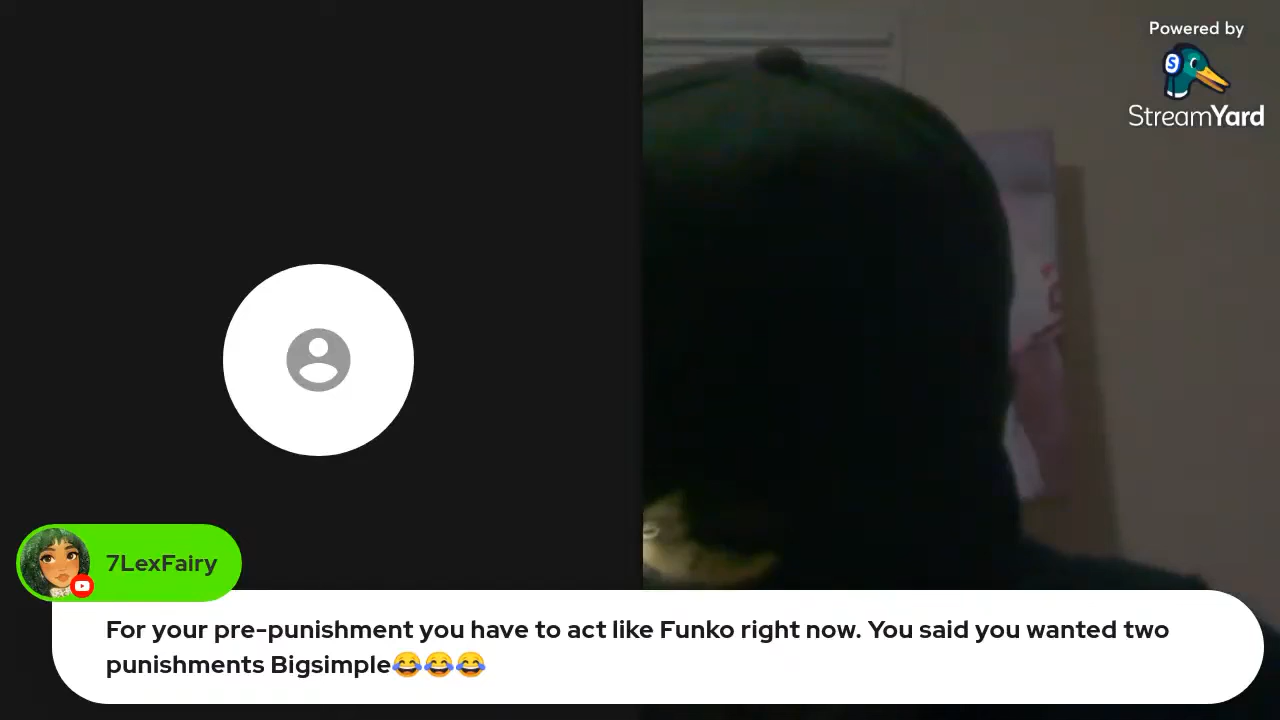 Powered by
StreamYard
7LexFairy
For your pre-punishment you have to act like Funko right now. You said you wanted two
punishments Bigsimple😂😂😂